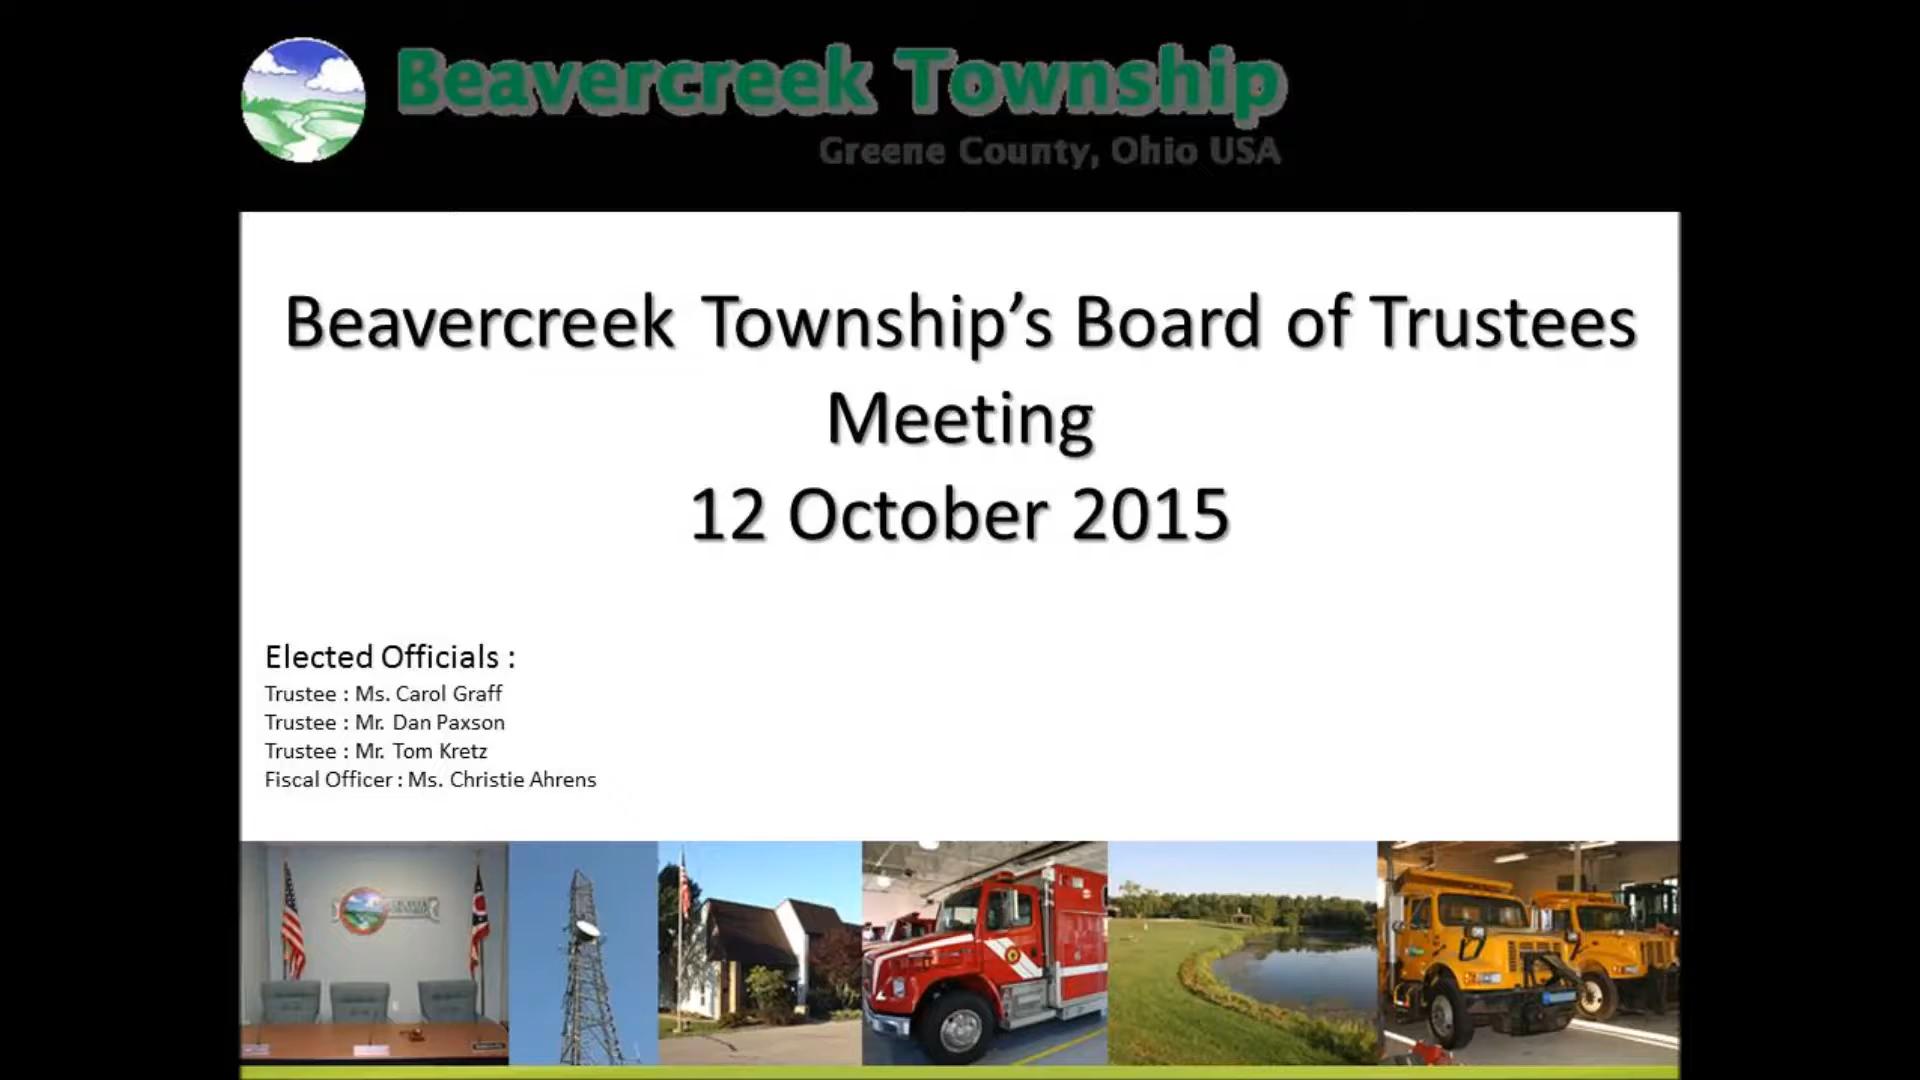 Beavercreek Township
Greene County, Ohio USA
Beavercreek Township’s Board of Trustees
Meeting
12 October 2015
Elected Officials :
Trustee : Ms. Carol Graff
Trustee : Mr. Dan Paxson
Trustee : Mr. Tom Kretz
Fiscal Officer : Ms. Christie Ahrens